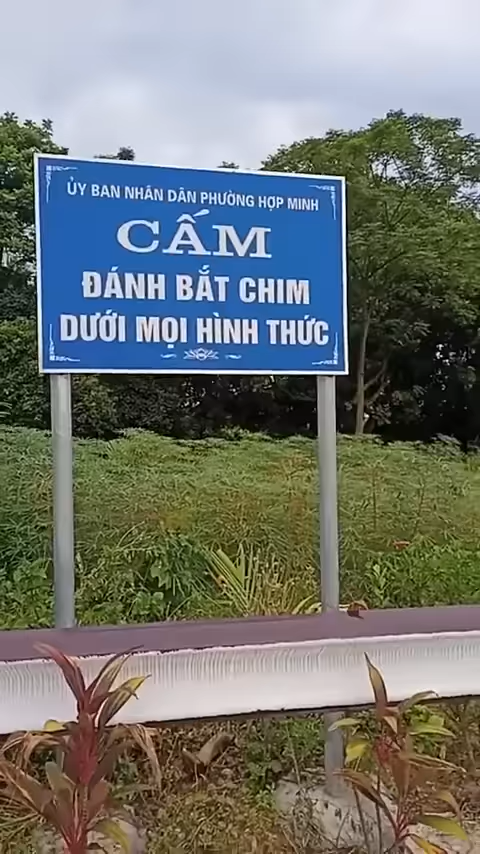 ỦY BAN NHÂN DÂN PHƯỜNG HỢP MINH
CẤM
ĐÁNH BẮT CHIM
DƯỚI MỌI HÌNH THỨC